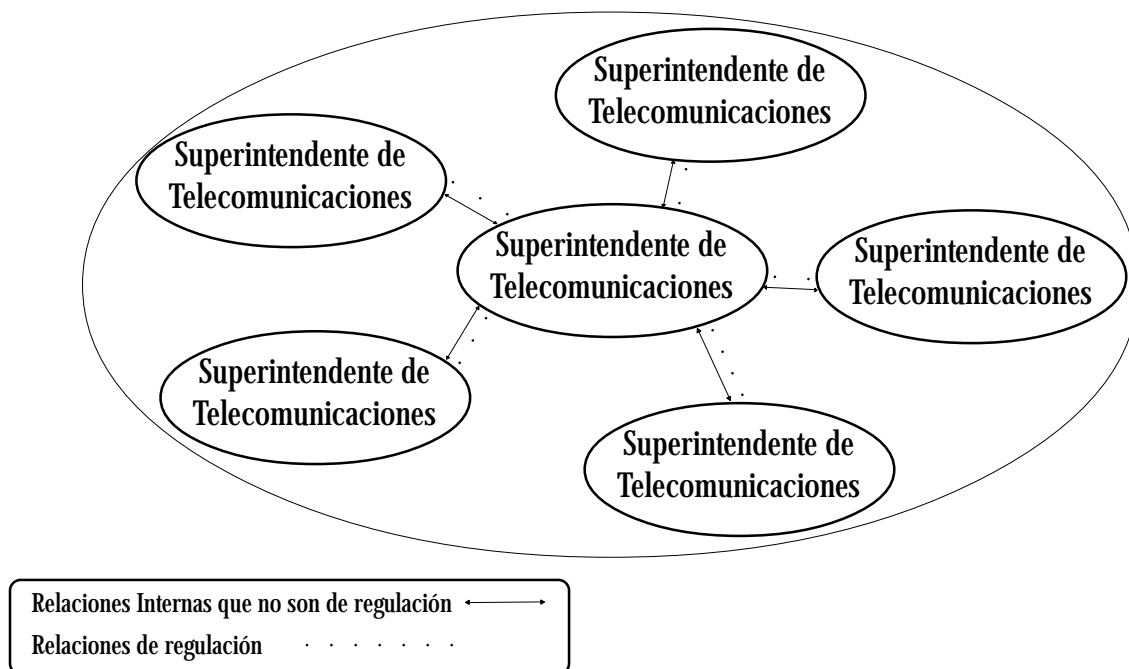 Superintendente de
Telecomunicaciones
Superintendente de
Telecomunicaciones
Superintendente de
Telecomunicaciones
Superintendente de
Telecomunicaciones
Superintendente de
Telecomunicaciones
Superintendente de
Telecomunicaciones
Relaciones Internas que no son de regulación
Relaciones de regulación